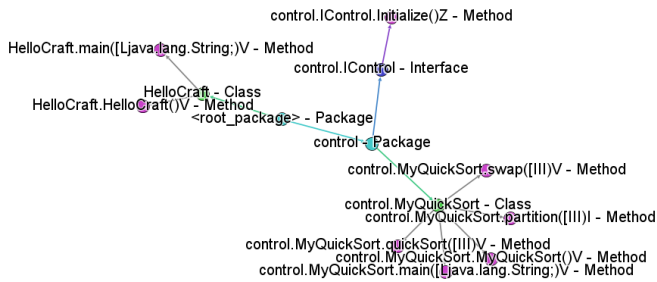 control.IControl.Initialize()Z - Method
HelloCraft.main([Ljava.lang.String;)V - Method
control.IControl - Interface
HelloCraft - Class
HelloCraft.HelloCraft()V - Method
<root_package> - Package
control - Package
control.MyQuickSort.swap([III)V - Method
control.MyQuickSort - Class
control.MyQuickSort.partition([III)I - Method
control.MyQuickSort.quickSort([III)V - Method
control.MyQuickSort.MyQuickSort()V - Method
control.MyQuickSort.main([Ljava.lang.String;)V - Method